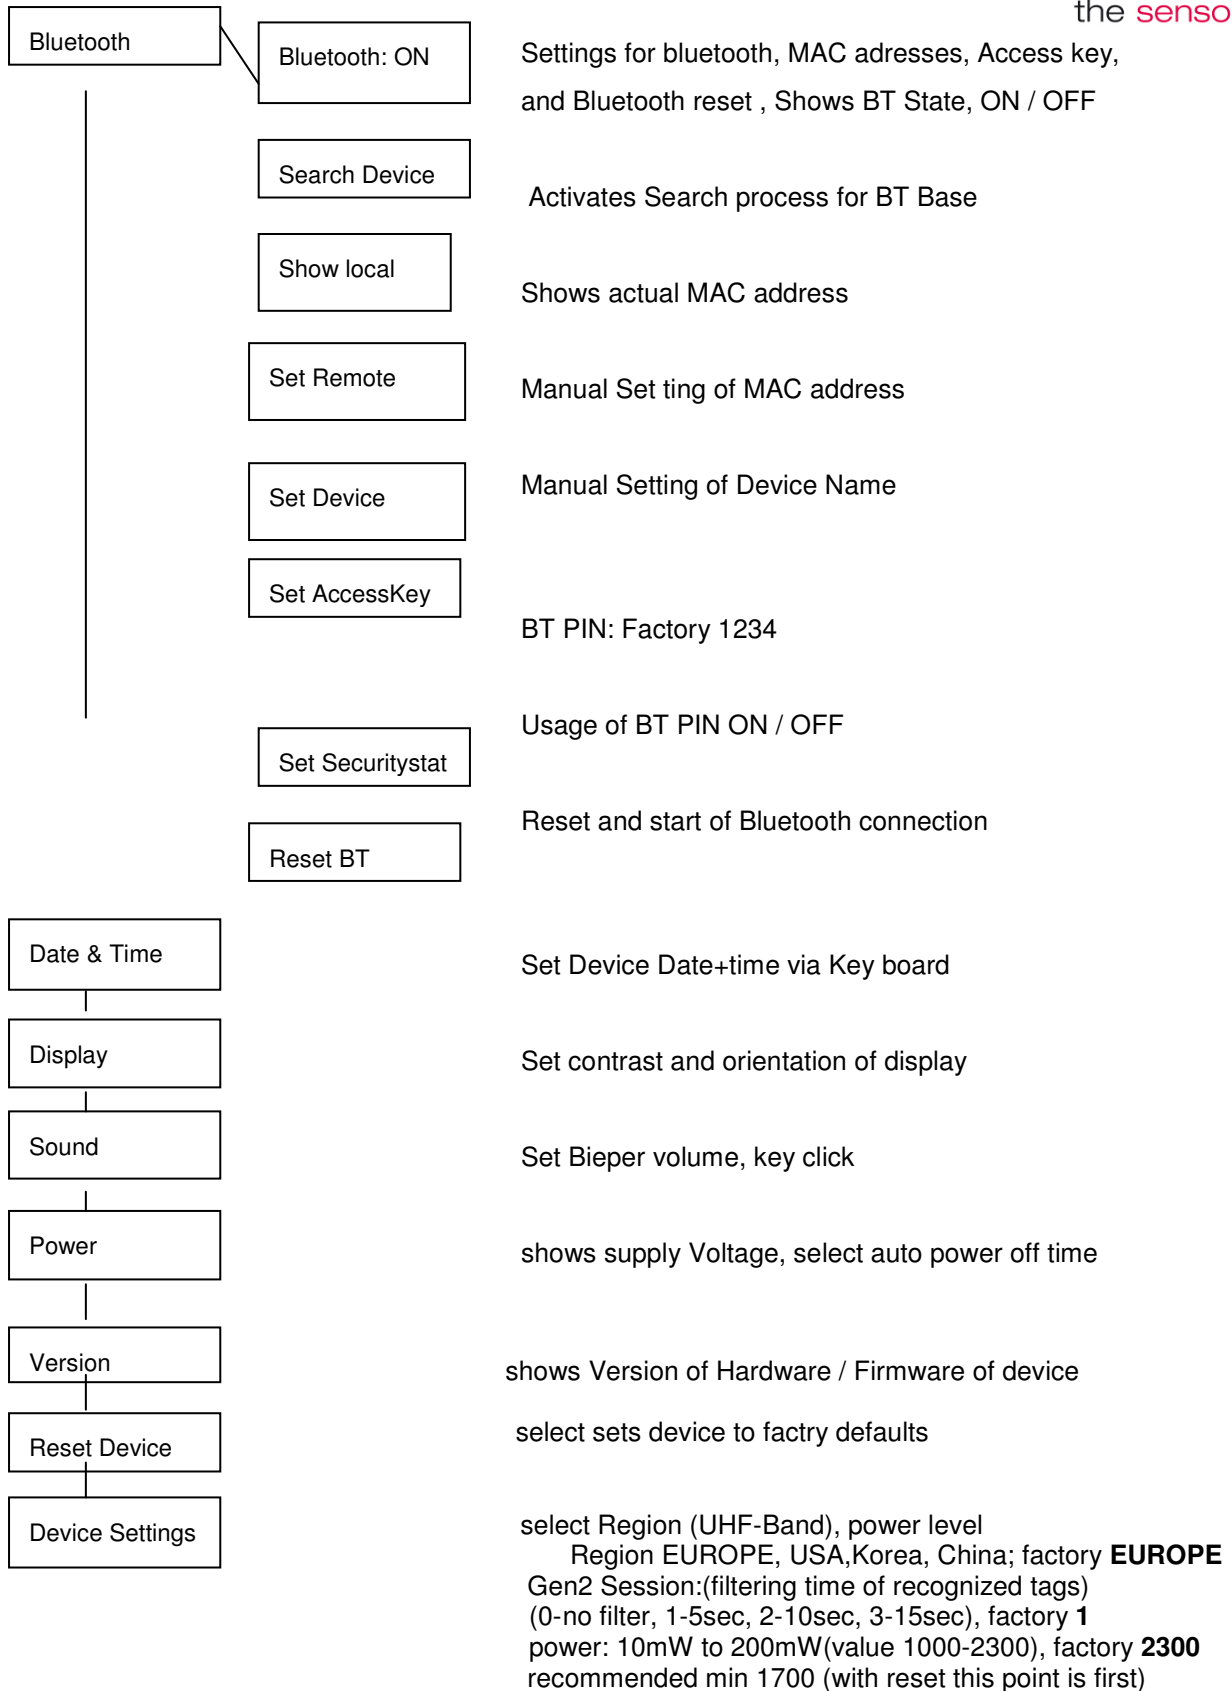 the senso
Bluetooth
Bluetooth: ON
Settings for bluetooth, MAC adresses, Access key,
and Bluetooth reset , Shows BT State, ON / OFF
Search Device
Activates Search process for BT Base
Show local
Shows actual MAC address
Set Remote
Manual Set ting of MAC address
Set Device
Manual Setting of Device Name
Set AccessKey
BT PIN: Factory 1234
Usage of BT PIN ON / OFF
Set Securitystat
Reset and start of Bluetooth connection
Reset BT
Date & Time
Set Device Date+time via Key board
Display
Set contrast and orientation of display
Sound
Set Bieper volume, key click
Power
shows supply Voltage, select auto power off time
Version
shows Version of Hardware / Firmware of device
Reset Device
select sets device to factry defaults
Device Settings
select Region (UHF-Band), power level
Region EUROPE, USA,Korea, China; factory EUROPE
Gen2 Session:(filtering time of recognized tags)
(0-no filter, 1-5sec, 2-10sec, 3-15sec), factory 1
power: 10mW to 200mW(value 1000-2300), factory 2300
recommended min 1700 (with reset this point is first)